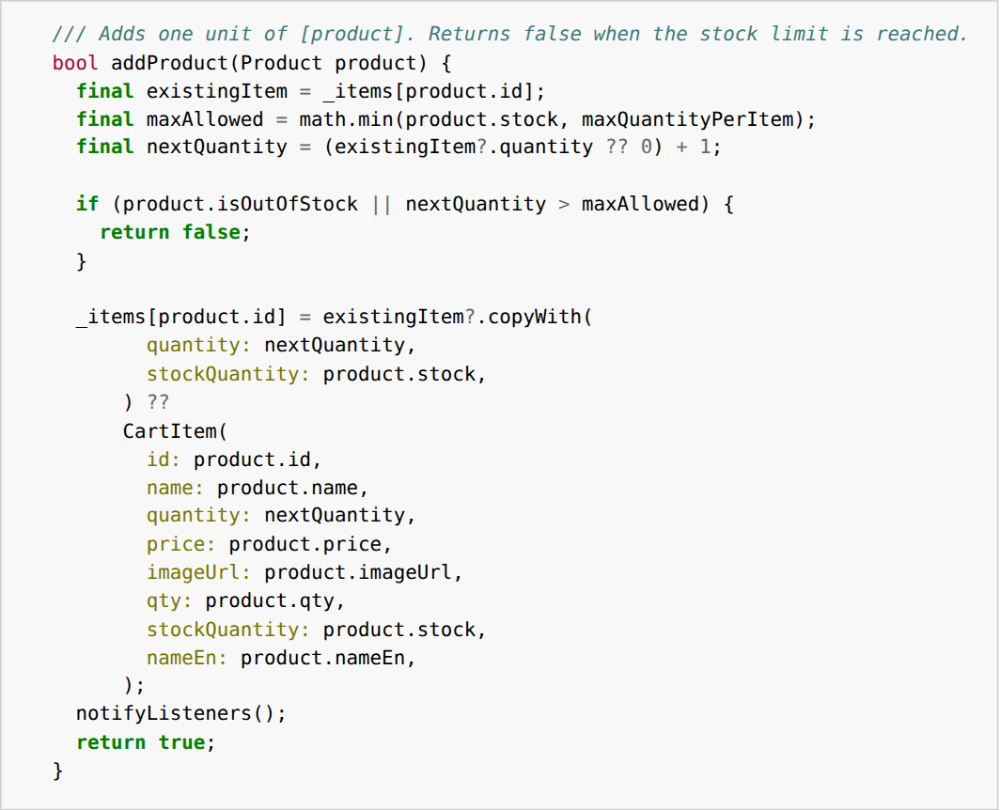 /// Adds one unit of [product]. Returns false when the stock limit is reached.
bool addProduct(Product product) {
  final existingItem = _items[product.id];
  final maxAllowed = math.min(product.stock, maxQuantityPerItem);
  final nextQuantity = (existingItem?.quantity ?? 0) + 1;

  if (product.isOutOfStock || nextQuantity > maxAllowed) {
    return false;
  }

  _items[product.id] = existingItem?.copyWith(
        quantity: nextQuantity,
        stockQuantity: product.stock,
      ) ??
      CartItem(
        id: product.id,
        name: product.name,
        quantity: nextQuantity,
        price: product.price,
        imageUrl: product.imageUrl,
        qty: product.qty,
        stockQuantity: product.stock,
        nameEn: product.nameEn,
      );
  notifyListeners();
  return true;
}